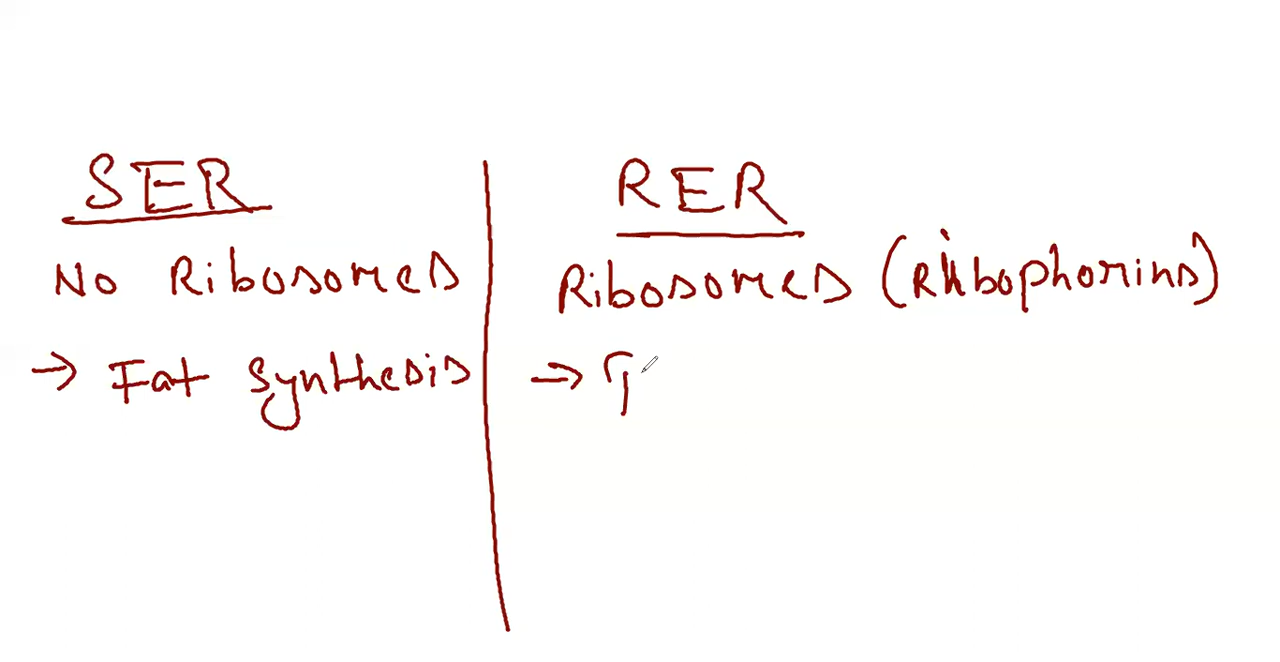 SER
No Ribosomes
→ Fat Synthesis
RER
Ribosomes (Ribophorins)
→